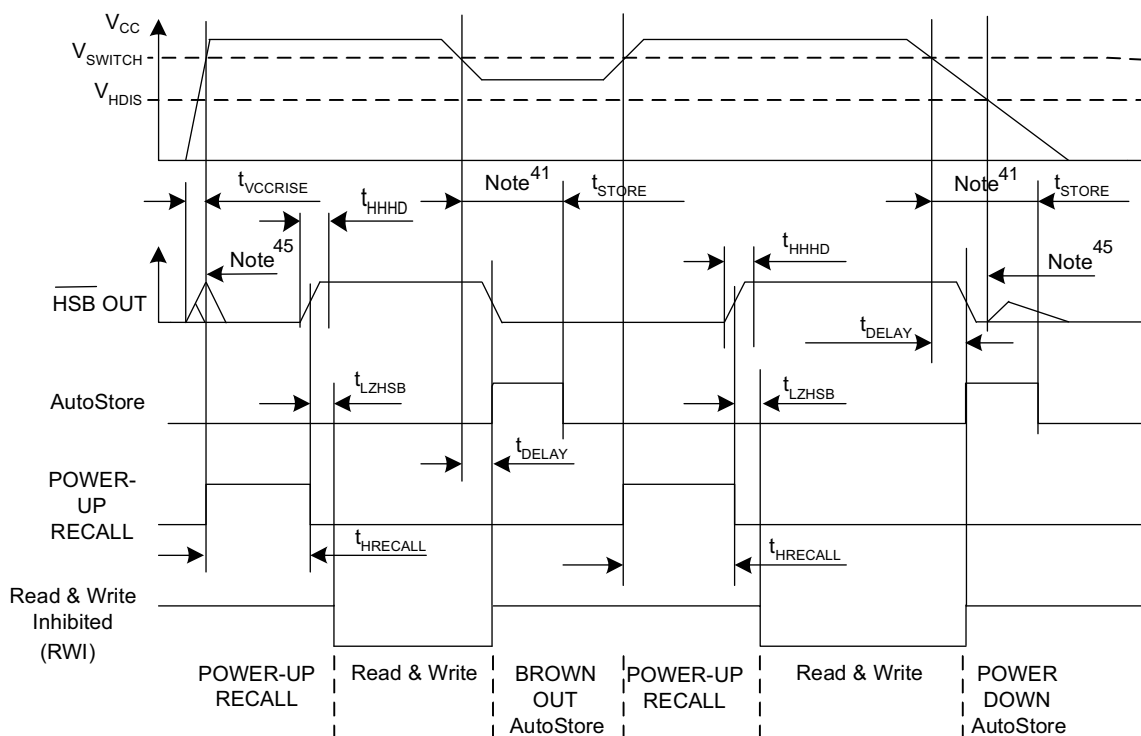 VCC
VSWITCH
VHDIS
tVCCRISE
Note41
tSTORE
Note41
tSTORE
tHHHD
Note45
tHHHD
Note45
HSB OUT
tDELAY
tLZHSB
tLZHSB
AutoStore
tDELAY
POWER-
UP
RECALL
tHRECALL
tHRECALL
Read & Write
Inhibited
(RWI)
POWER-UP
RECALL
Read & Write
BROWN
OUT
AutoStore
POWER-UP
RECALL
Read & Write
POWER
DOWN
AutoStore